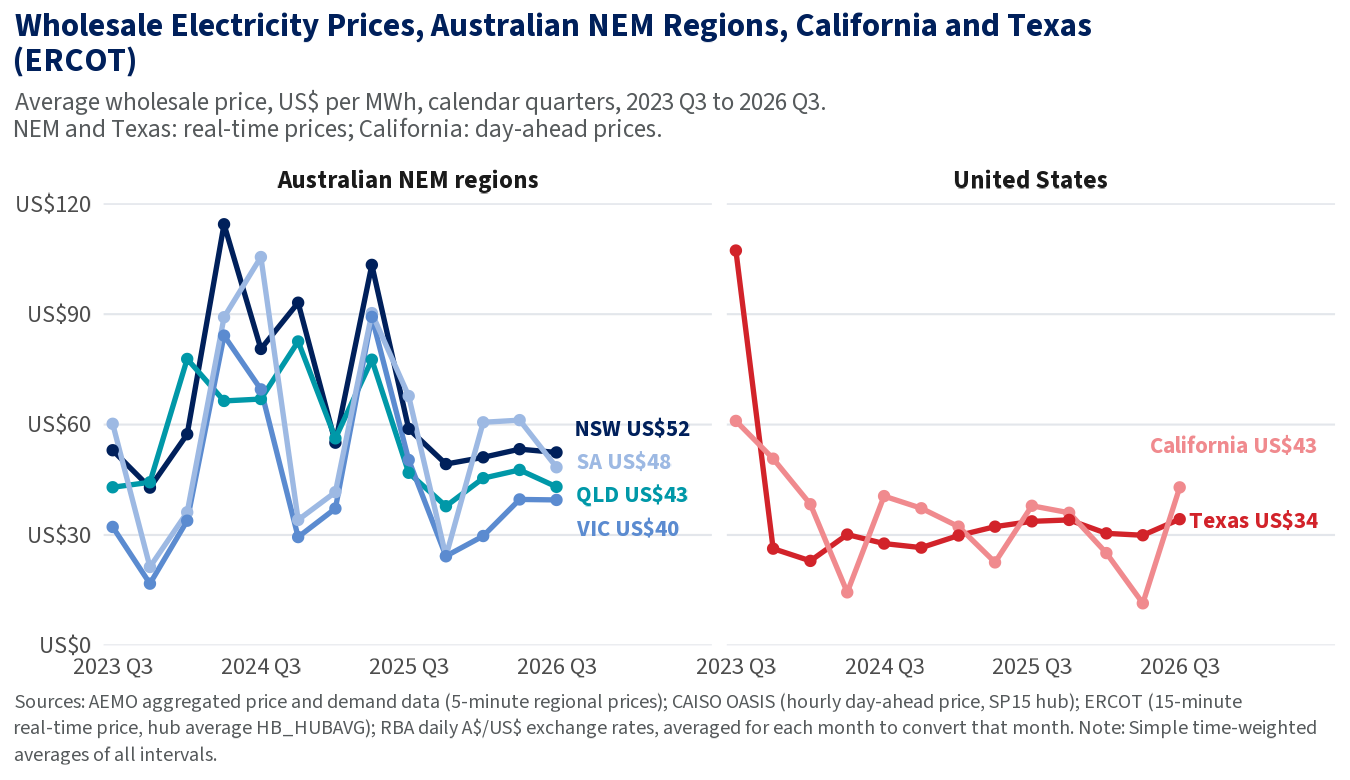 Wholesale Electricity Prices, Australian NEM Regions, California and Texas
(ERCOT)
Average wholesale price, US$ per MWh, calendar quarters, 2023 Q3 to 2026 Q3.
NEM and Texas: real-time prices; California: day-ahead prices.
Australian NEM regions
United States
US$120
US$90
US$60
US$30
US$0
NSW US$52
SA US$48
QLD US$43
VIC US$40
California US$43
Texas US$34
2023 Q3
2024 Q3
2025 Q3
2026 Q3
2023 Q3
2024 Q3
2025 Q3
2026 Q3
Sources: AEMO aggregated price and demand data (5-minute regional prices); CAISO OASIS (hourly day-ahead price, SP15 hub); ERCOT (15-minute
real-time price, hub average HB_HUBAVG); RBA daily A$/US$ exchange rates, averaged for each month to convert that month. Note: Simple time-weighted
averages of all intervals.